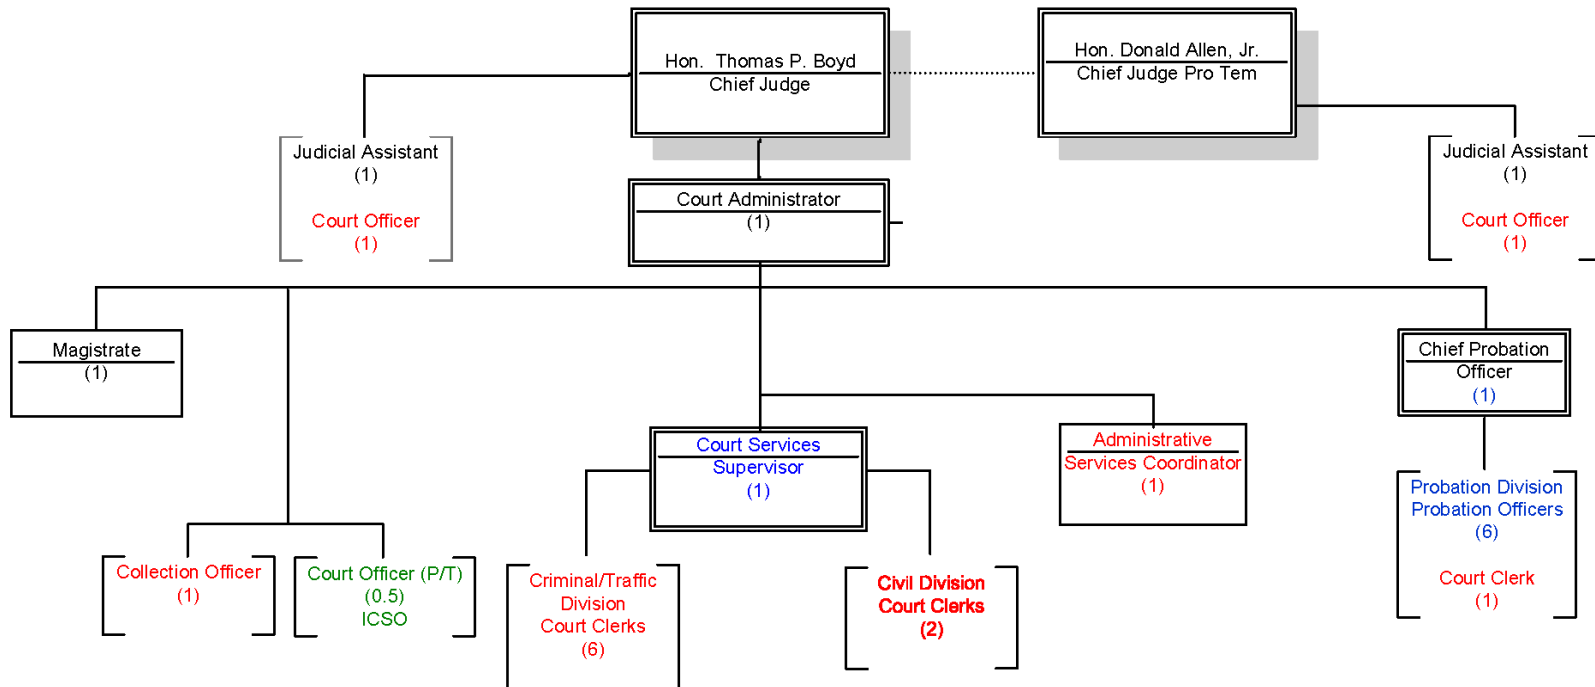 Hon.  Thomas P. Boyd
Chief Judge
Hon. Donald Allen, Jr.
Chief Judge Pro Tem
Judicial Assistant
(1)
Court Officer
(1)
Judicial Assistant
(1)
Court Officer
(1)
Court Administrator
(1)
Magistrate
(1)
Chief Probation
Officer
(1)
Court Services
Supervisor
(1)
Administrative
Services Coordinator
(1)
Probation Division
Probation Officers
(6)
Court Clerk
(1)
Collection Officer
(1)
Court Officer (P/T)
(0.5)
ICSO
Criminal/Traffic
Division
Court Clerks
(6)
Civil Division
Court Clerks
(2)